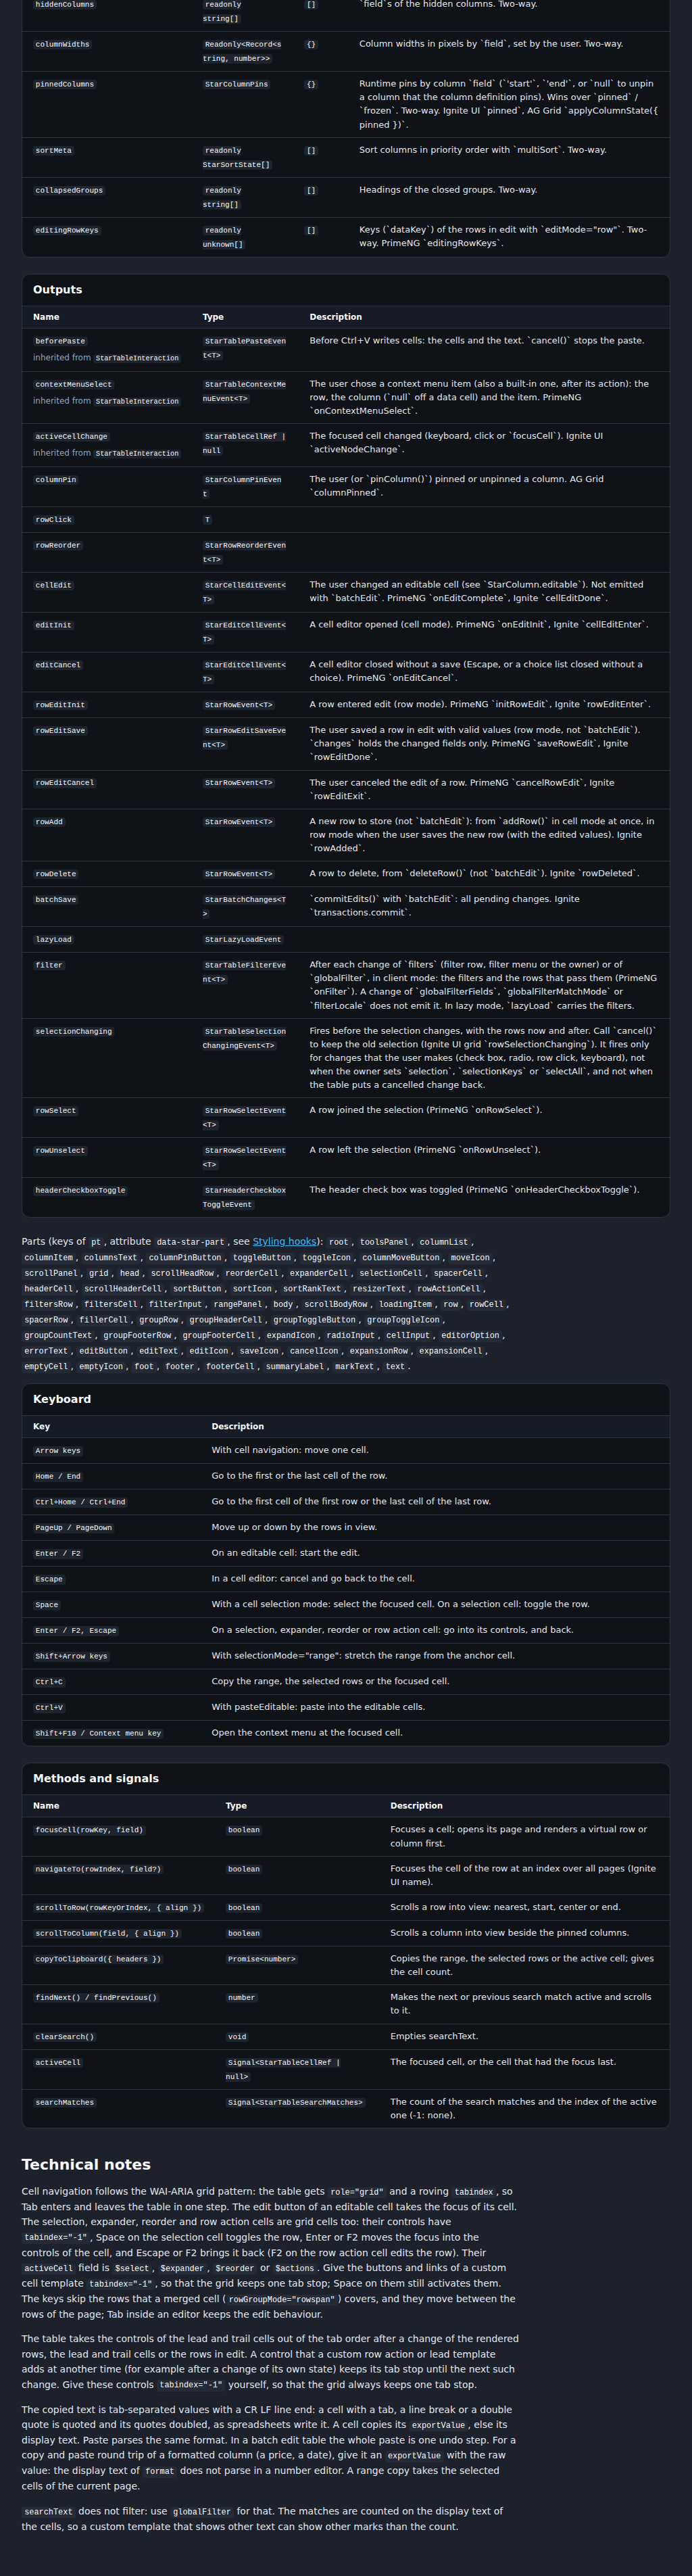 hiddenColumns readonly [] `field`s of the hidden columns. Two-way.
string[]
columnWidths Readonly<Record<s {} Column widths in pixels by `field`, set by the user. Two-way.
tring, number>>
pinnedColumns StarColumnPins {} Runtime pins by column `field` (`'start'`, `'end'`, or `null` to unpin
a column that the column definition pins). Wins over `pinned` /
`frozen`. Two-way. Ignite UI `pinned`, AG Grid `applyColumnState({
pinned })`.
sortMeta readonly [] Sort columns in priority order with `multiSort`. Two-way.
StarSortState[]
collapsedGroups readonly [] Headings of the closed groups. Two-way.
string[]
editingRowKeys readonly [] Keys (`dataKey`) of the rows in edit with `editMode="row"`. Two-
unknown[] way. PrimeNG `editingRowKeys`.
Outputs
Name Type Description
beforePaste StarTablePasteEven Before Ctrl+V writes cells: the cells and the text. `cancel()` stops the paste.
inherited from StarTableInteraction t<T>
contextMenuSelect StarTableContextMe The user chose a context menu item (also a built-in one, after its action): the
inherited from StarTableInteraction nuEvent<T> row, the column (`null` off a data cell) and the item. PrimeNG
`onContextMenuSelect`.
activeCellChange StarTableCellRef | The focused cell changed (keyboard, click or `focusCell`). Ignite UI
inherited from StarTableInteraction null `activeNodeChange`.
columnPin StarColumnPinEven The user (or `pinColumn()`) pinned or unpinned a column. AG Grid
t `columnPinned`.
rowClick T
rowReorder StarRowReorderEven
t<T>
cellEdit StarCellEditEvent< The user changed an editable cell (see `StarColumn.editable`). Not emitted
T> with `batchEdit`. PrimeNG `onEditComplete`, Ignite `cellEditDone`.
editInit StarEditCellEvent< A cell editor opened (cell mode). PrimeNG `onEditInit`, Ignite `cellEditEnter`.
T>
editCancel StarEditCellEvent< A cell editor closed without a save (Escape, or a choice list closed without a
T> choice). PrimeNG `onEditCancel`.
rowEditInit StarRowEvent<T> A row entered edit (row mode). PrimeNG `initRowEdit`, Ignite `rowEditEnter`.
rowEditSave StarRowEditSaveEve The user saved a row in edit with valid values (row mode, not `batchEdit`).
nt<T> `changes` holds the changed fields only. PrimeNG `saveRowEdit`, Ignite
`rowEditDone`.
rowEditCancel StarRowEvent<T> The user canceled the edit of a row. PrimeNG `cancelRowEdit`, Ignite
`rowEditExit`.
rowAdd StarRowEvent<T> A new row to store (not `batchEdit`): from `addRow()` in cell mode at once, in
row mode when the user saves the new row (with the edited values). Ignite
`rowAdded`.
rowDelete StarRowEvent<T> A row to delete, from `deleteRow()` (not `batchEdit`). Ignite `rowDeleted`.
batchSave StarBatchChanges<T `commitEdits()` with `batchEdit`: all pending changes. Ignite
> `transactions.commit`.
lazyLoad StarLazyLoadEvent
filter StarTableFilterEve After each change of `filters` (filter row, filter menu or the owner) or of
nt<T> `globalFilter`, in client mode: the filters and the rows that pass them (PrimeNG
`onFilter`). A change of `globalFilterFields`, `globalFilterMatchMode` or
`filterLocale` does not emit it. In lazy mode, `lazyLoad` carries the filters.
selectionChanging StarTableSelection Fires before the selection changes, with the rows now and after. Call `cancel()`
ChangingEvent<T> to keep the old selection (Ignite UI grid `rowSelectionChanging`). It fires only
for changes that the user makes (check box, radio, row click, keyboard), not
when the owner sets `selection`, `selectionKeys` or `selectAll`, and not when
the table puts a cancelled change back.
rowSelect StarRowSelectEvent A row joined the selection (PrimeNG `onRowSelect`).
<T>
rowUnselect StarRowSelectEvent A row left the selection (PrimeNG `onRowUnselect`).
<T>
headerCheckboxToggle StarHeaderCheckbox The header check box was toggled (PrimeNG `onHeaderCheckboxToggle`).
ToggleEvent
Parts (keys of pt, attribute data-star-part, see Styling hooks): root, toolsPanel, columnList,
columnItem, columnsText, columnPinButton, toggleButton, toggleIcon, columnMoveButton, moveIcon,
scrollPanel, grid, head, scrollHeadRow, reorderCell, expanderCell, selectionCell, spacerCell,
headerCell, scrollHeaderCell, sortButton, sortIcon, sortRankText, resizerText, rowActionCell,
filtersRow, filtersCell, filterInput, rangePanel, body, scrollBodyRow, loadingItem, row, rowCell,
spacerRow, fillerCell, groupRow, groupHeaderCell, groupToggleButton, groupToggleIcon,
groupCountText, groupFooterRow, groupFooterCell, expandIcon, radioInput, cellInput, editorOption,
errorText, editButton, editText, editIcon, saveIcon, cancelIcon, expansionRow, expansionCell,
emptyCell, emptyIcon, foot, footer, footerCell, summaryLabel, markText, text.
Keyboard
Key Description
Arrow keys With cell navigation: move one cell.
Home / End Go to the first or the last cell of the row.
Ctrl+Home / Ctrl+End Go to the first cell of the first row or the last cell of the last row.
PageUp / PageDown Move up or down by the rows in view.
Enter / F2 On an editable cell: start the edit.
Escape In a cell editor: cancel and go back to the cell.
Space With a cell selection mode: select the focused cell. On a selection cell: toggle the row.
Enter / F2, Escape On a selection, expander, reorder or row action cell: go into its controls, and back.
Shift+Arrow keys With selectionMode="range": stretch the range from the anchor cell.
Ctrl+C Copy the range, the selected rows or the focused cell.
Ctrl+V With pasteEditable: paste into the editable cells.
Shift+F10 / Context menu key Open the context menu at the focused cell.
Methods and signals
Name Type Description
focusCell(rowKey, field) boolean Focuses a cell; opens its page and renders a virtual row or
column first.
navigateTo(rowIndex, field?) boolean Focuses the cell of the row at an index over all pages (Ignite
UI name).
scrollToRow(rowKeyOrIndex, { align }) boolean Scrolls a row into view: nearest, start, center or end.
scrollToColumn(field, { align }) boolean Scrolls a column into view beside the pinned columns.
copyToClipboard({ headers }) Promise<number> Copies the range, the selected rows or the active cell; gives
the cell count.
findNext() / findPrevious() number Makes the next or previous search match active and scrolls
to it.
clearSearch() void Empties searchText.
activeCell Signal<StarTableCellRef | The focused cell, or the cell that had the focus last.
null>
searchMatches Signal<StarTableSearchMatches> The count of the search matches and the index of the active
one (-1: none).
Technical notes
Cell navigation follows the WAI-ARIA grid pattern: the table gets role="grid" and a roving tabindex, so
Tab enters and leaves the table in one step. The edit button of an editable cell takes the focus of its cell.
The selection, expander, reorder and row action cells are grid cells too: their controls have
tabindex="-1", Space on the selection cell toggles the row, Enter or F2 moves the focus into the
controls of the cell, and Escape or F2 brings it back (F2 on the row action cell edits the row). Their
activeCell field is $select, $expander, $reorder or $actions. Give the buttons and links of a custom
cell template tabindex="-1", so that the grid keeps one tab stop; Space on them still activates them.
The keys skip the rows that a merged cell (rowGroupMode="rowspan") covers, and they move between the
rows of the page; Tab inside an editor keeps the edit behaviour.
The table takes the controls of the lead and trail cells out of the tab order after a change of the rendered
rows, the lead and trail cells or the rows in edit. A control that a custom row action or lead template
adds at another time (for example after a change of its own state) keeps its tab stop until the next such
change. Give these controls tabindex="-1" yourself, so that the grid always keeps one tab stop.
The copied text is tab-separated values with a CR LF line end: a cell with a tab, a line break or a double
quote is quoted and its quotes doubled, as spreadsheets write it. A cell copies its exportValue, else its
display text. Paste parses the same format. In a batch edit table the whole paste is one undo step. For a
copy and paste round trip of a formatted column (a price, a date), give it an exportValue with the raw
value: the display text of format does not parse in a number editor. A range copy takes the selected
cells of the current page.
searchText does not filter: use globalFilter for that. The matches are counted on the display text of
the cells, so a custom template that shows other text can show other marks than the count.